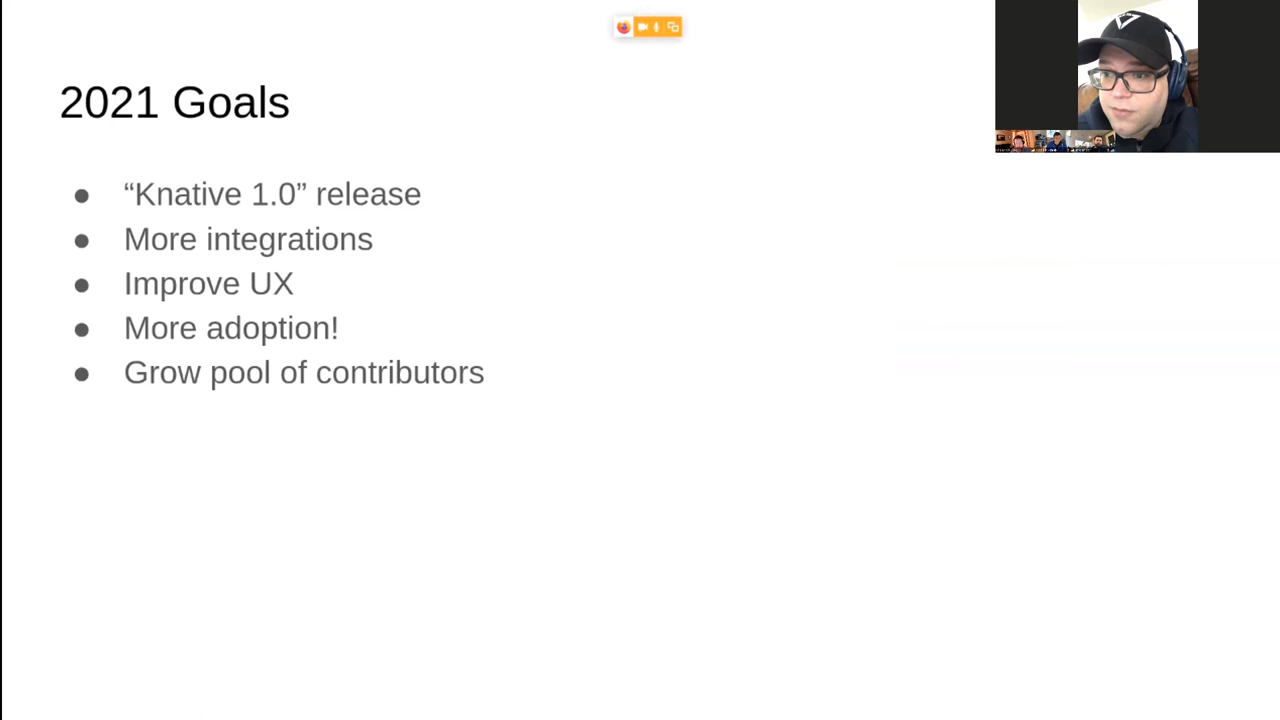 2021 Goals
● “Knative 1.0” release
● More integrations
● Improve UX
● More adoption!
● Grow pool of contributors